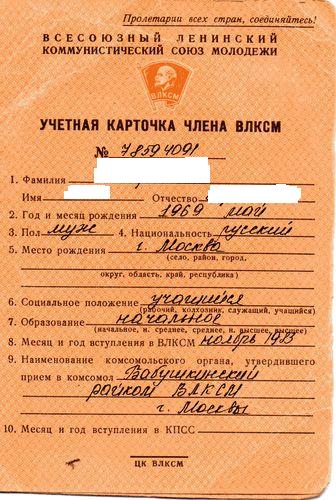 Пролетарии всех стран, соединяйтесь!
ВСЕСОЮЗНЫЙ ЛЕНИНСКИЙ
КОММУНИСТИЧЕСКИЙ СОЮЗ МОЛОДЕЖИ
ВЛКСМ
УЧЕТНАЯ КАРТОЧКА ЧЛЕНА ВЛКСМ
№ 78594091
1. Фамилия
Имя Отчество
2. Год и месяц рождения 1969 май
3. Пол муж 4. Национальность русский
5. Место рождения г. Москва
(село, район, город,
округ, область, край, республика)
6. Социальное положение учащийся
(рабочий, колхозник, служащий, учащийся)
7. Образование начальное
(начальное, н. среднее, среднее, н. высшее, высшее)
8. Месяц и год вступления в ВЛКСМ ноябрь 1983
9. Наименование комсомольского органа, утвердившего
прием в комсомол Бабушкинский
райком ВЛКСМ
г. Москвы
10. Месяц и год вступления в КПСС
ЦК ВЛКСМ